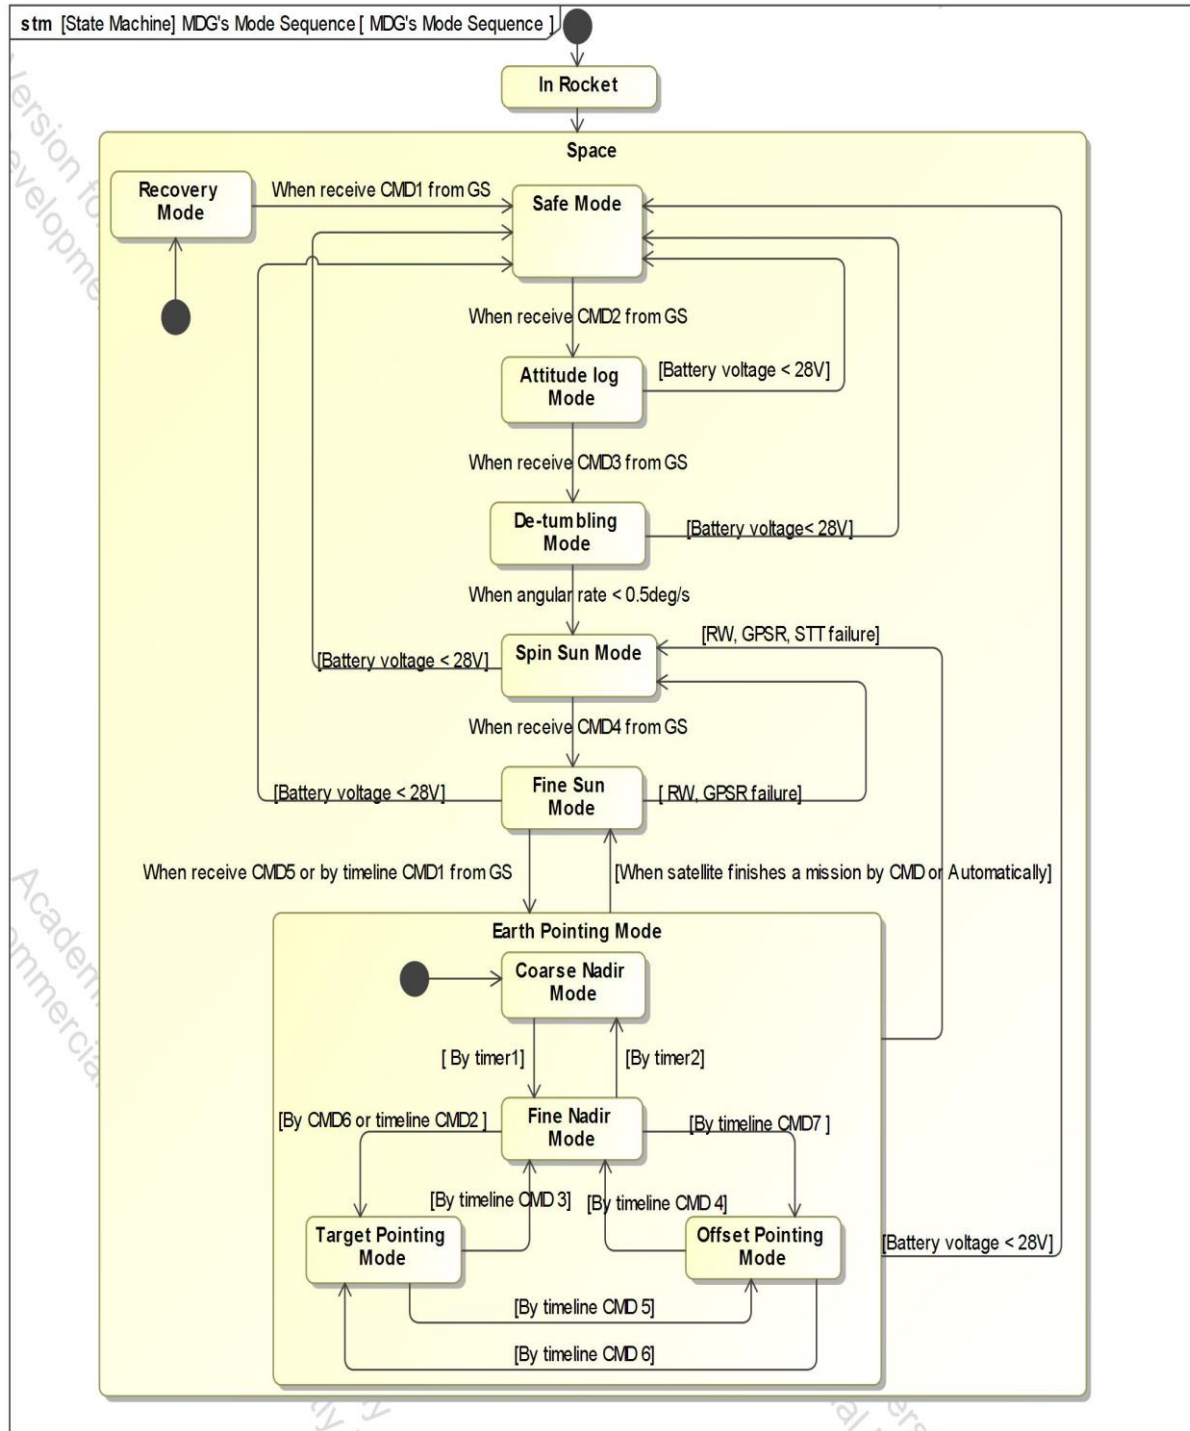 stm [State Machine] MDG's Mode Sequence [ MDG's Mode Sequence ]
In Rocket
Space
Recovery
Mode
When receive CMD1 from GS
Safe Mode
When receive CMD2 from GS
Attitude log
Mode
[Battery voltage < 28V]
When receive CMD3 from GS
De-tumbling
Mode
[Battery voltage< 28V]
When angular rate < 0.5deg/s
[RW, GPSR, STT failure]
Spin Sun Mode
[Battery voltage < 28V]
When receive CMD4 from GS
Fine Sun
Mode
[Battery voltage < 28V]
[ RW, GPSR failure]
When receive CMD5 or by timeline CMD1 from GS
[When satellite finishes a mission by CMD or Automatically]
Earth Pointing Mode
Coarse Nadir
Mode
[ By timer1]
[By timer2]
[By CMD6 or timeline CMD2 ]
Fine Nadir
Mode
[By timeline CMD7 ]
[By timeline CMD 3]
[By timeline CMD 4]
Target Pointing
Mode
Offset Pointing
Mode
[Battery voltage < 28V]
[By timeline CMD 5]
[By timeline CMD 6]